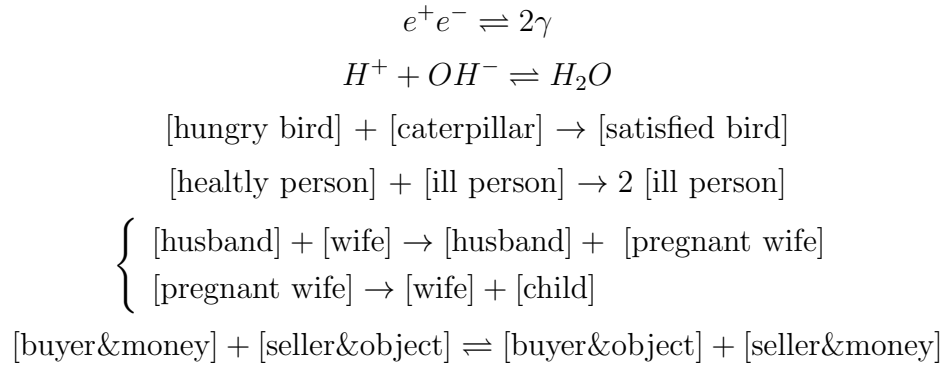 e⁺e⁻ ⇌ 2γ
H⁺ + OH⁻ ⇌ H₂O
[hungry bird] + [caterpillar] → [satisfied bird]
[healtly person] + [ill person] → 2 [ill person]
{ [husband] + [wife] → [husband] + [pregnant wife]
[pregnant wife] → [wife] + [child]
[buyer&money] + [seller&object] ⇌ [buyer&object] + [seller&money]